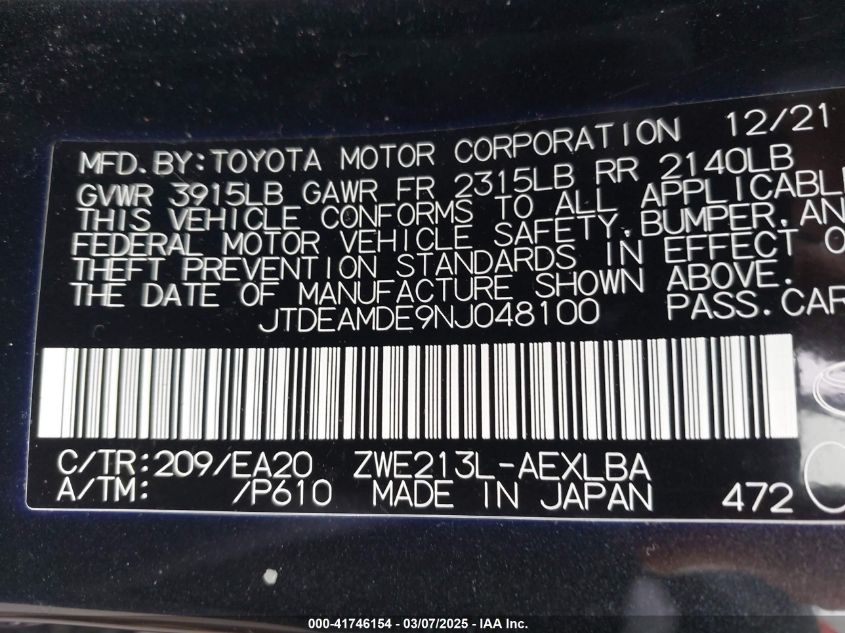 MFD.BY:TOYOTA MOTOR CORPORATION 12/21
GVWR 3915LB GAWR FR 2315LB RR 2140LB
THIS VEHICLE CONFORMS TO ALL APPLICABLE
FEDERAL MOTOR VEHICLE SAFETY,BUMPER,AN
THEFT PREVENTION STANDARDS IN EFFECT O
THE DATE OF MANUFACTURE SHOWN ABOVE.
JTDEAMDE9NJ048100 PASS.CAR
C/TR:209/EA20 ZWE213L-AEXLBA
A/TM: /P610 MADE IN JAPAN 472
000-41746154 - 03/07/2025 - IAA Inc.